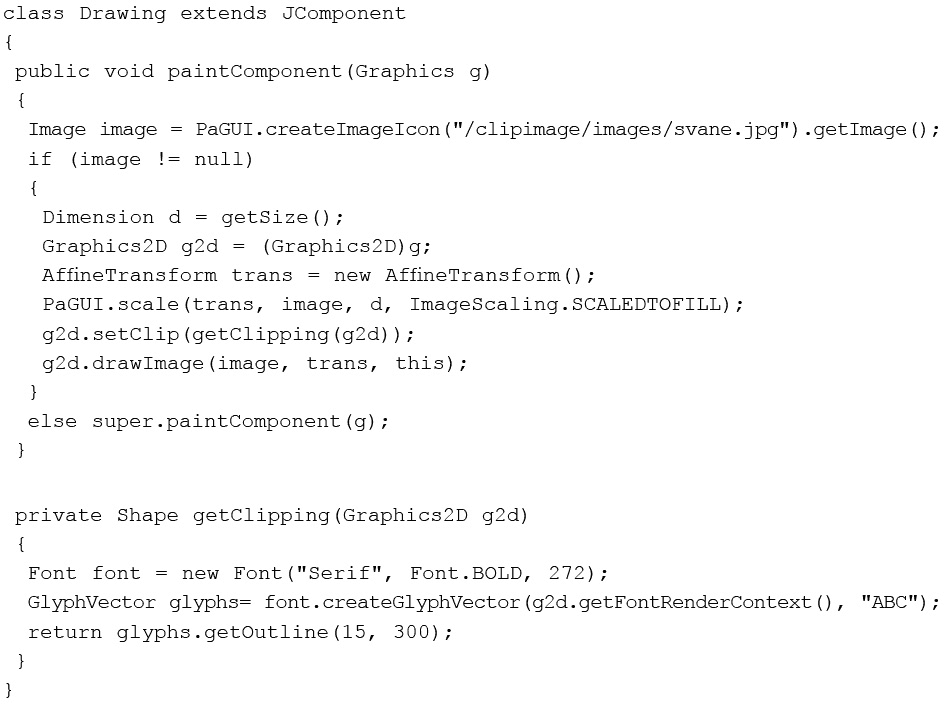 class Drawing extends JComponent
{
 public void paintComponent(Graphics g)
 {
  Image image = PaGUI.createImageIcon("/clipimage/images/svane.jpg").getImage();
  if (image != null)
  {
   Dimension d = getSize();
   Graphics2D g2d = (Graphics2D)g;
   AffineTransform trans = new AffineTransform();
   PaGUI.scale(trans, image, d, ImageScaling.SCALEDTOFILL);
   g2d.setClip(getClipping(g2d));
   g2d.drawImage(image, trans, this);
  }
  else super.paintComponent(g);
 }

 private Shape getClipping(Graphics2D g2d)
 {
  Font font = new Font("Serif", Font.BOLD, 272);
  GlyphVector glyphs= font.createGlyphVector(g2d.getFontRenderContext(), "ABC");
  return glyphs.getOutline(15, 300);
 }
}